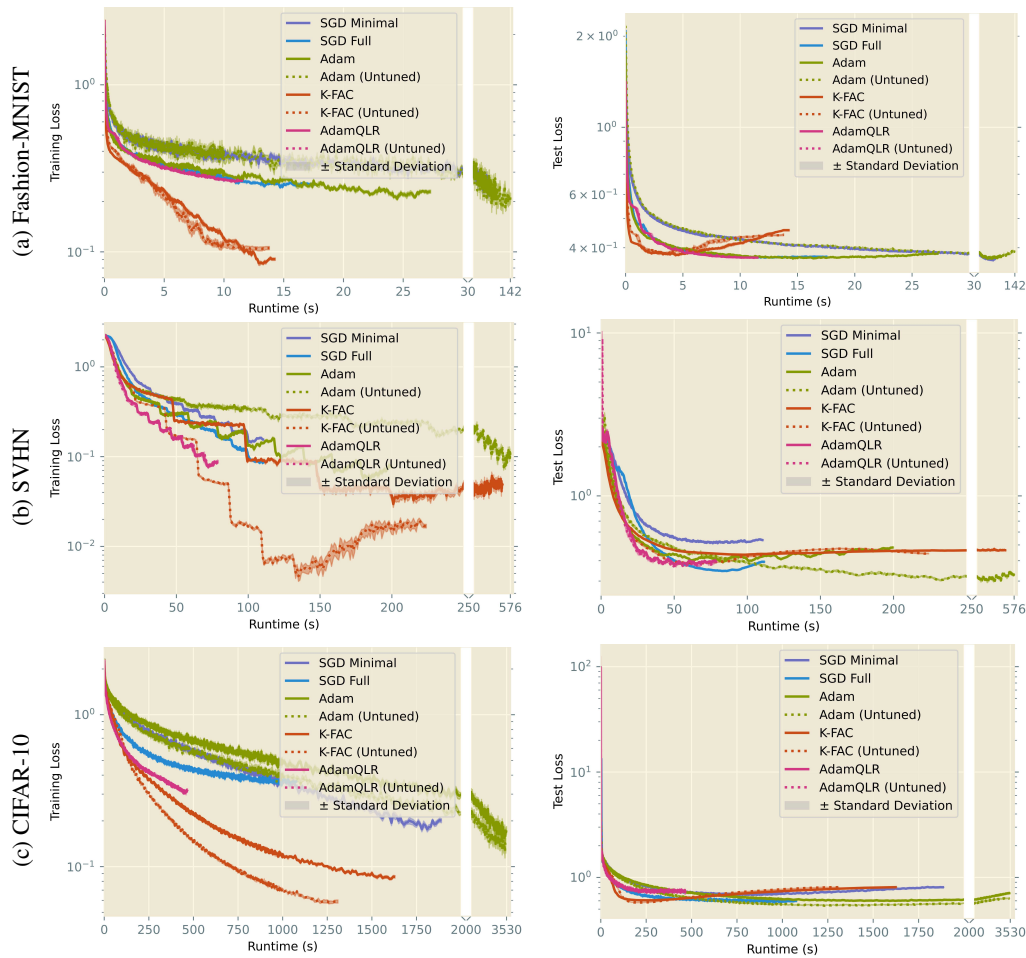 (a) Fashion-MNIST
Training Loss
10⁰
10⁻¹
SGD Minimal
SGD Full
Adam
Adam (Untuned)
K-FAC
K-FAC (Untuned)
AdamQLR
AdamQLR (Untuned)
± Standard Deviation
0 5 10 15 20 25 30 142
Runtime (s)
Test Loss
2 × 10⁰
10⁰
6 × 10⁻¹
4 × 10⁻¹
SGD Minimal
SGD Full
Adam
Adam (Untuned)
K-FAC
K-FAC (Untuned)
AdamQLR
AdamQLR (Untuned)
± Standard Deviation
0 5 10 15 20 25 30 142
Runtime (s)
(b) SVHN
Training Loss
10⁰
10⁻¹
10⁻²
SGD Minimal
SGD Full
Adam
Adam (Untuned)
K-FAC
K-FAC (Untuned)
AdamQLR
AdamQLR (Untuned)
± Standard Deviation
0 50 100 150 200 250 576
Runtime (s)
Test Loss
10¹
10⁰
SGD Minimal
SGD Full
Adam
Adam (Untuned)
K-FAC
K-FAC (Untuned)
AdamQLR
AdamQLR (Untuned)
± Standard Deviation
0 50 100 150 200 250 576
Runtime (s)
(c) CIFAR-10
Training Loss
10⁰
10⁻¹
SGD Minimal
SGD Full
Adam
Adam (Untuned)
K-FAC
K-FAC (Untuned)
AdamQLR
AdamQLR (Untuned)
± Standard Deviation
0 250 500 750 1000 1250 1500 1750 2000 3530
Runtime (s)
Test Loss
10²
10¹
10⁰
SGD Minimal
SGD Full
Adam
Adam (Untuned)
K-FAC
K-FAC (Untuned)
AdamQLR
AdamQLR (Untuned)
± Standard Deviation
0 250 500 750 1000 1250 1500 1750 2000 3530
Runtime (s)